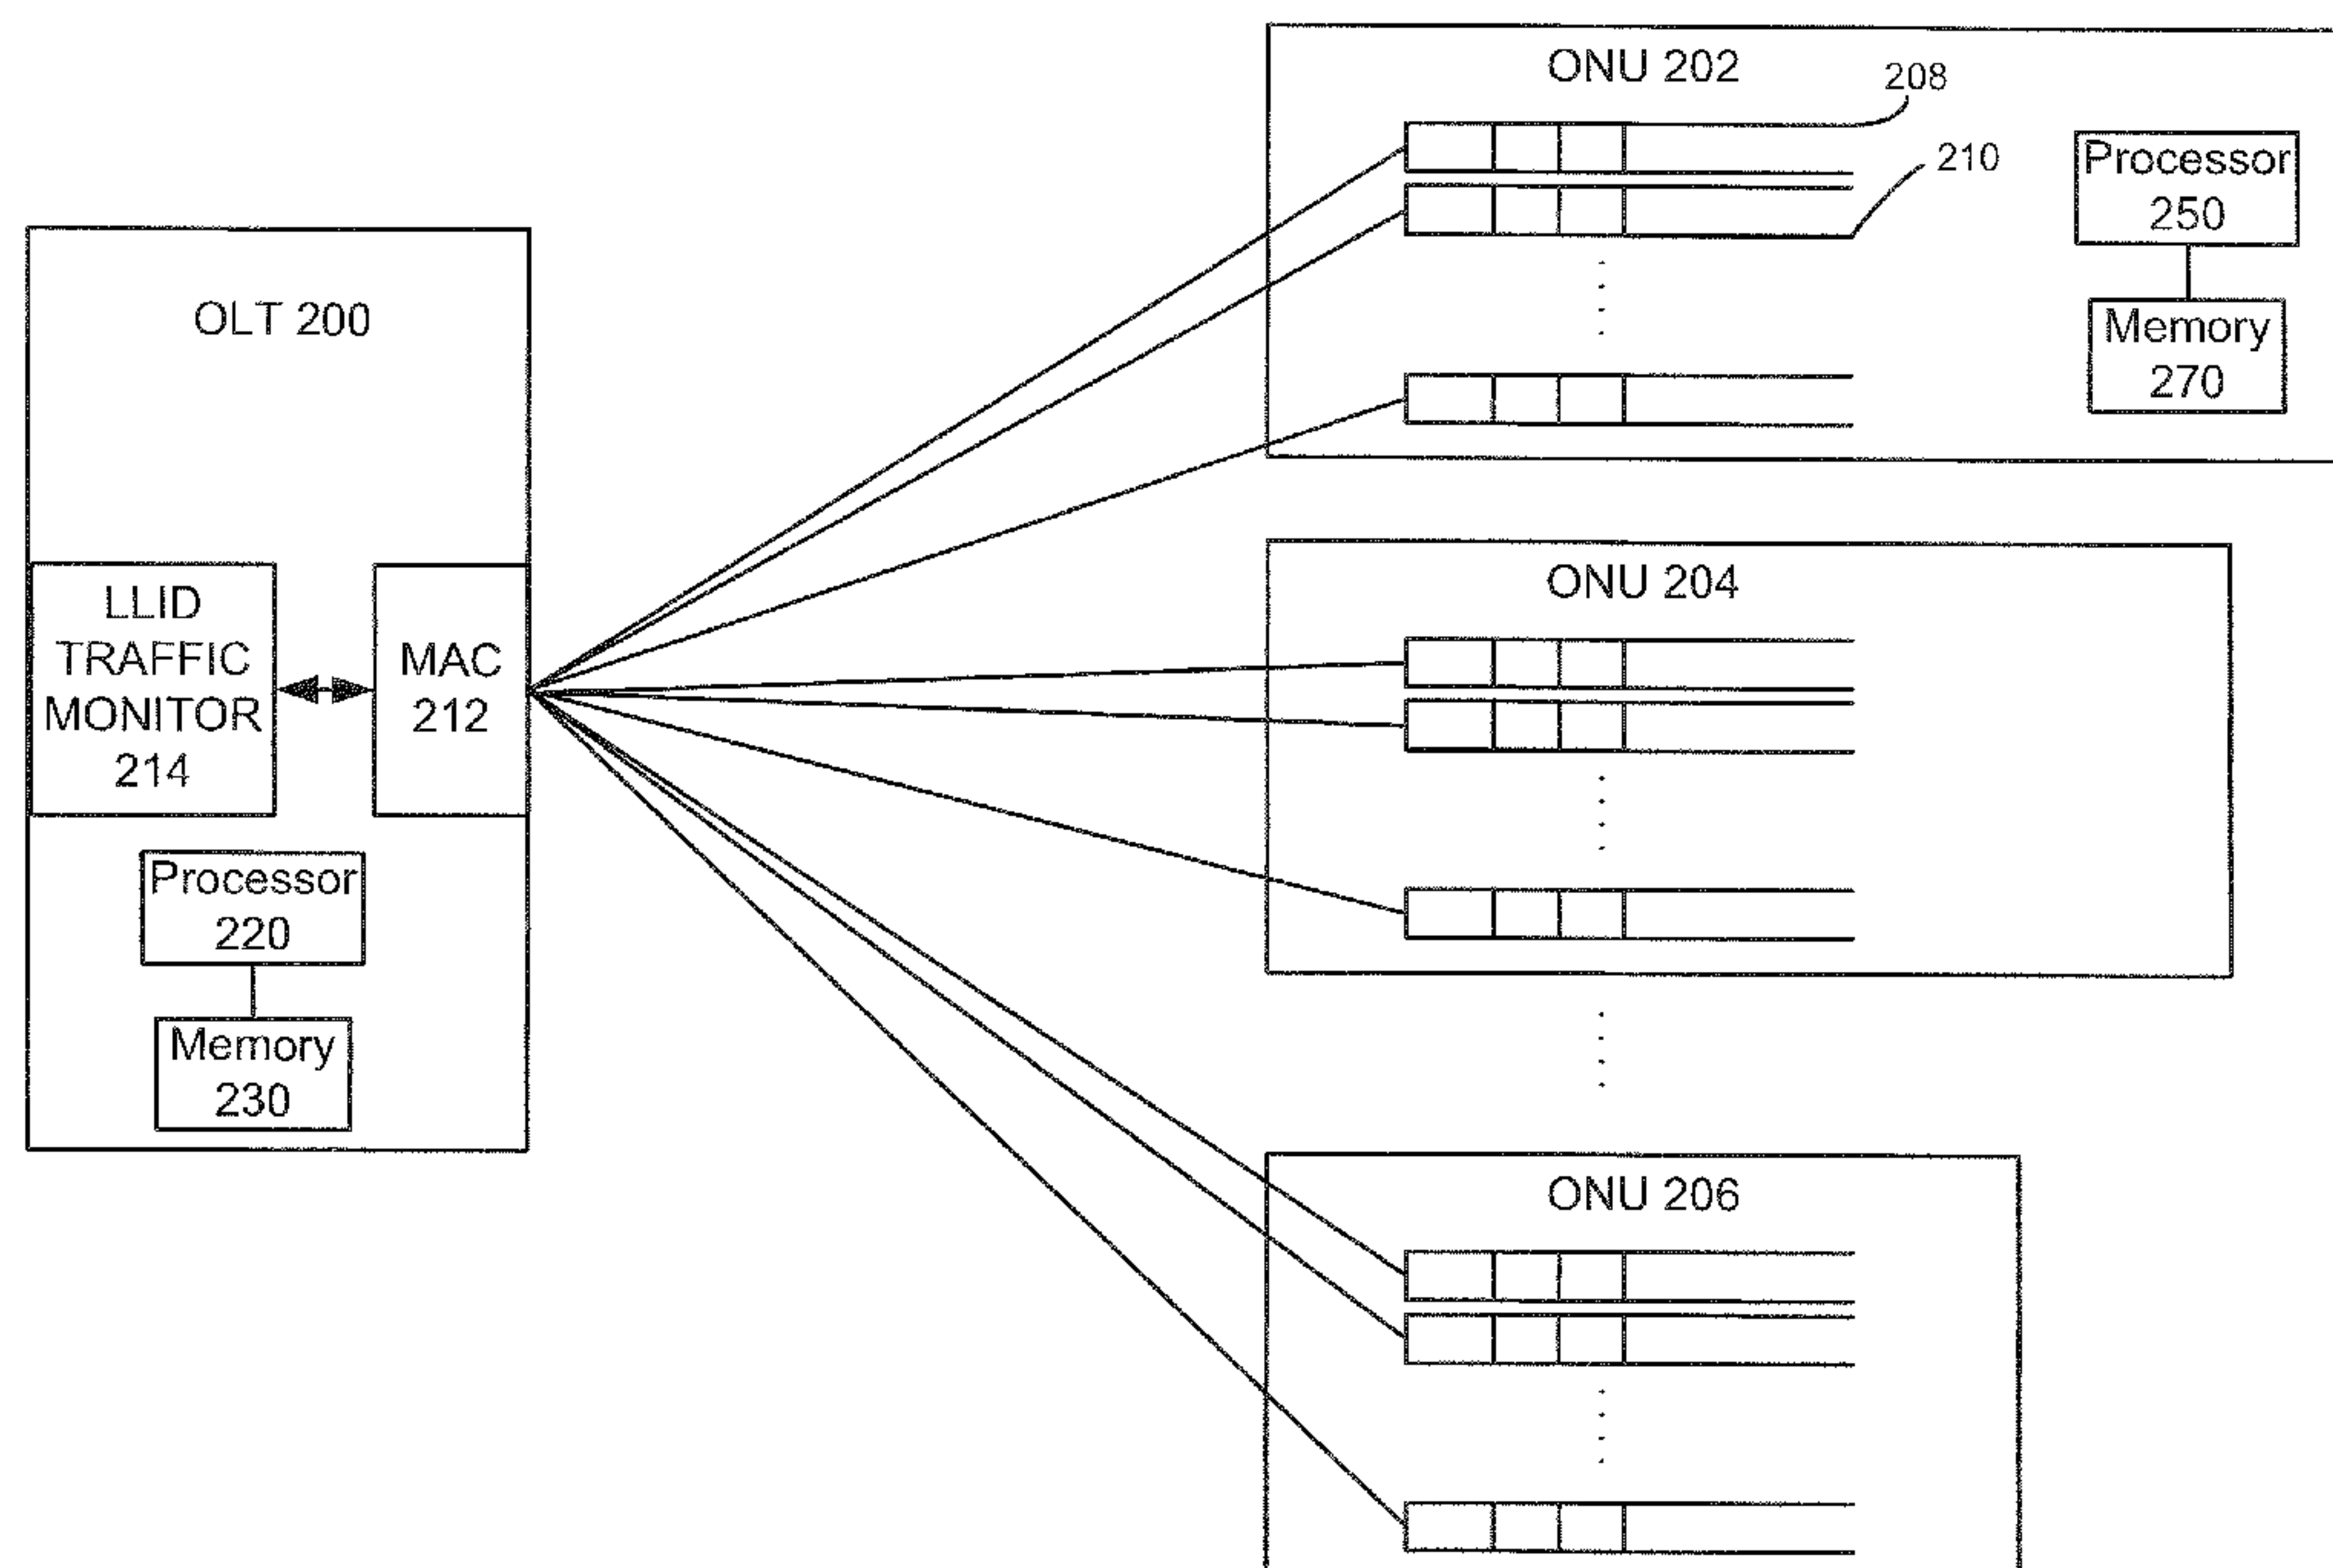 ONU 202
208
210
Processor
250
Memory
270
OLT 200
LLID
TRAFFIC
MONITOR
214
MAC
212
Processor
220
Memory
230
ONU 204
ONU 206